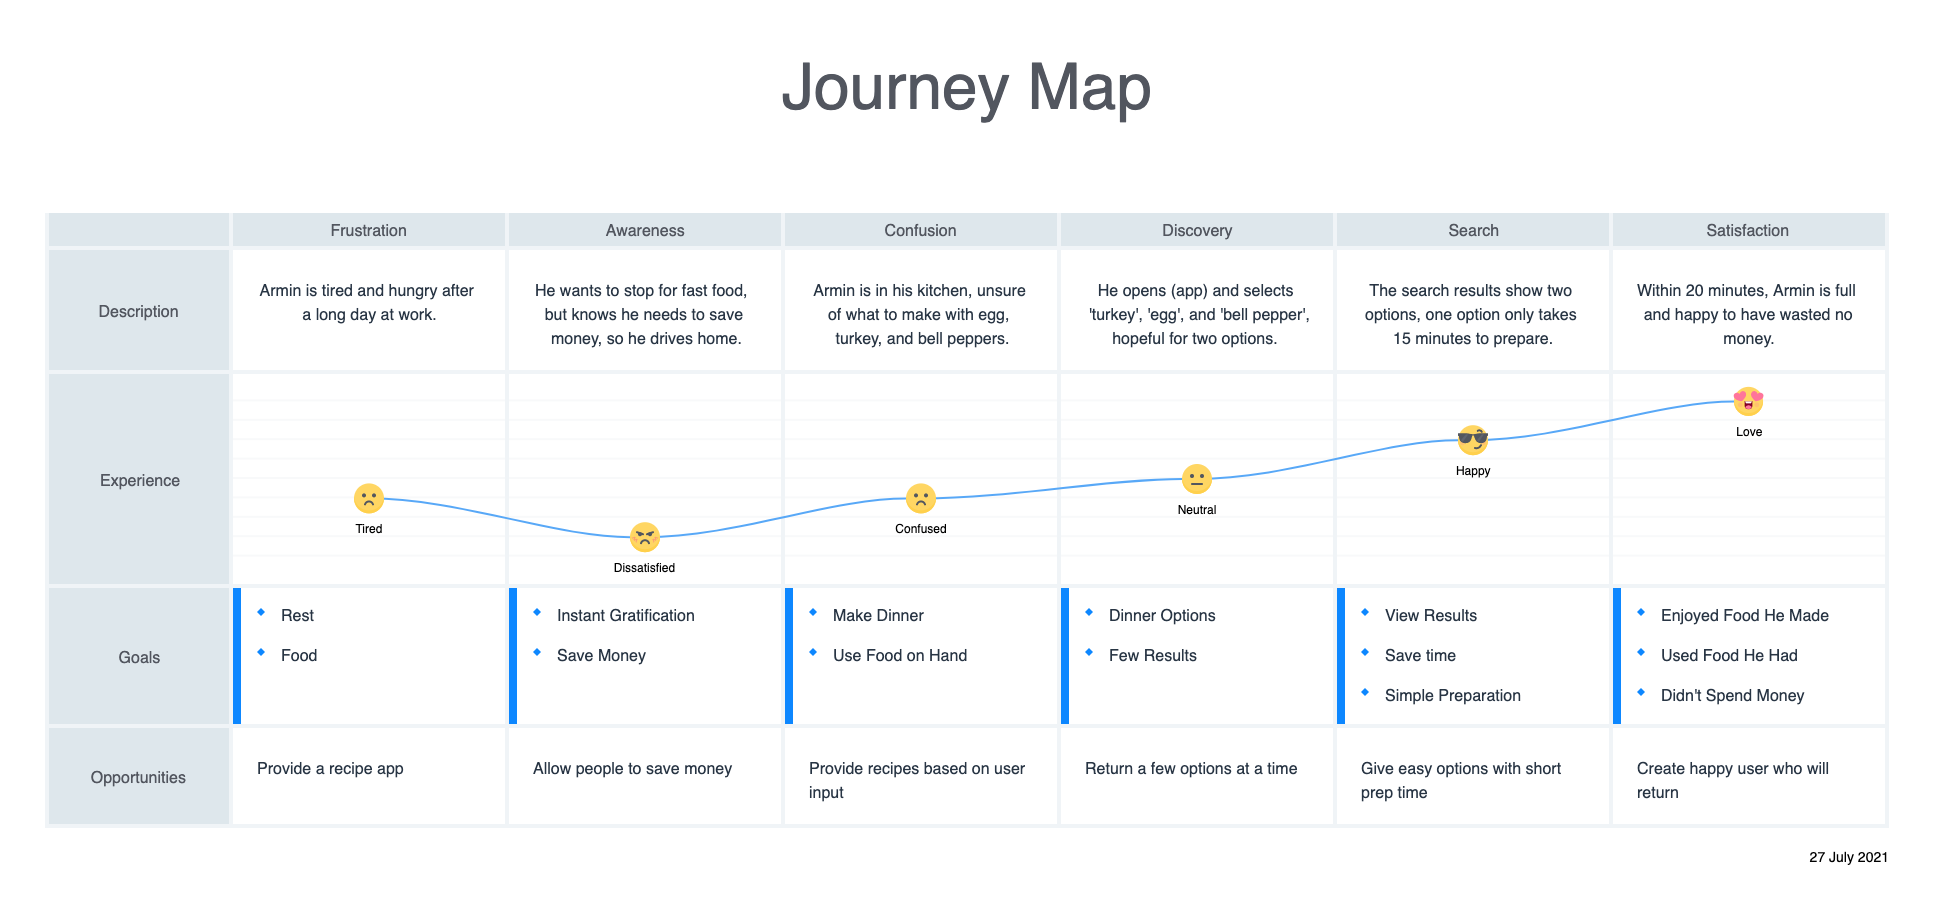 Journey Map
Frustration
Awareness
Confusion
Discovery
Search
Satisfaction
Description
Armin is tired and hungry after
a long day at work.
He wants to stop for fast food,
but knows he needs to save
money, so he drives home.
Armin is in his kitchen, unsure
of what to make with egg,
turkey, and bell peppers.
He opens (app) and selects
'turkey', 'egg', and 'bell pepper',
hopeful for two options.
The search results show two
options, one option only takes
15 minutes to prepare.
Within 20 minutes, Armin is full
and happy to have wasted no
money.
Experience
Tired
Dissatisfied
Confused
Neutral
Happy
Love
Goals
Rest
Food
Instant Gratification
Save Money
Make Dinner
Use Food on Hand
Dinner Options
Few Results
View Results
Save time
Simple Preparation
Enjoyed Food He Made
Used Food He Had
Didn't Spend Money
Opportunities
Provide a recipe app
Allow people to save money
Provide recipes based on user
input
Return a few options at a time
Give easy options with short
prep time
Create happy user who will
return
27 July 2021